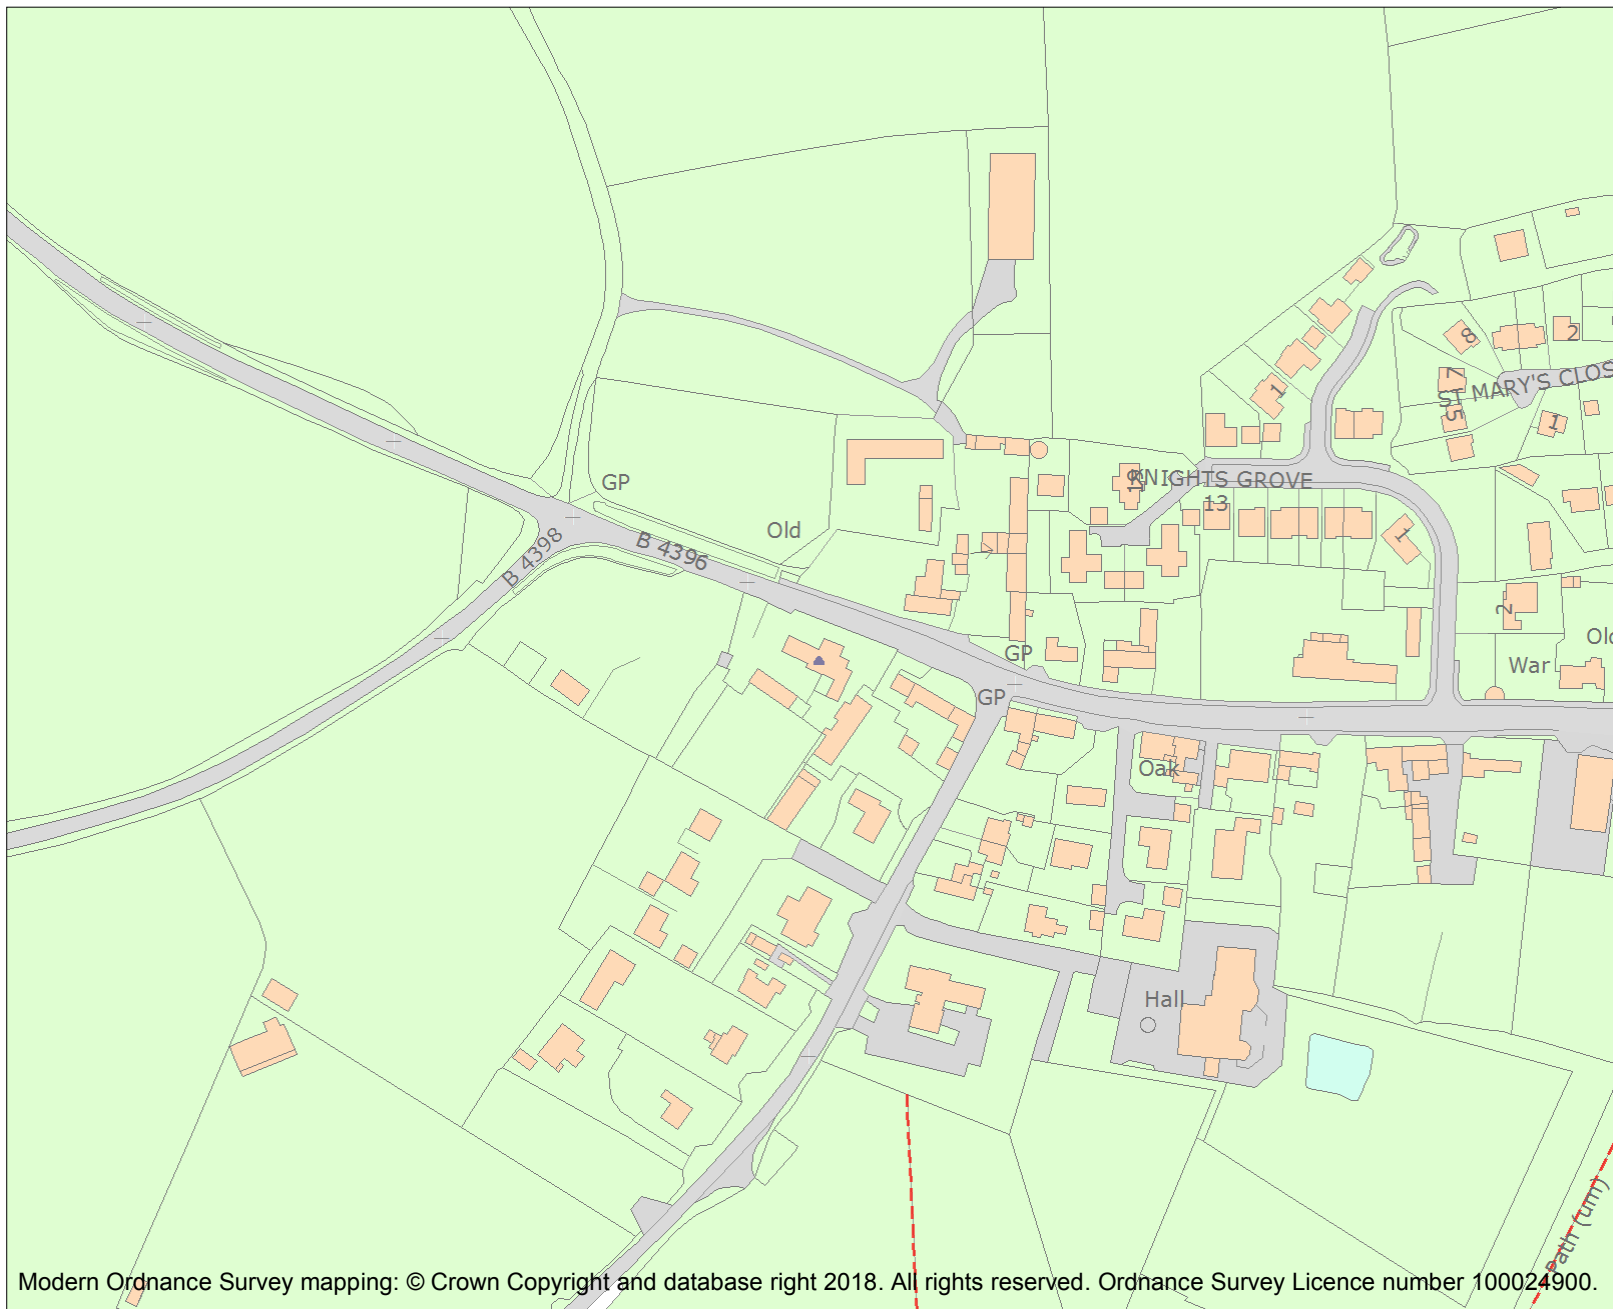 8
2
7
ST MARY'S CLOS
5
1
1
KNIGHTS GROVE
13
GP
Old
B 4398
B 4396
1
2
Old
War
GP
GP
Oak
Hall
Path (um)
Modern Ordnance Survey mapping: © Crown Copyright and database right 2018. All rights reserved. Ordnance Survey Licence number 100024900.